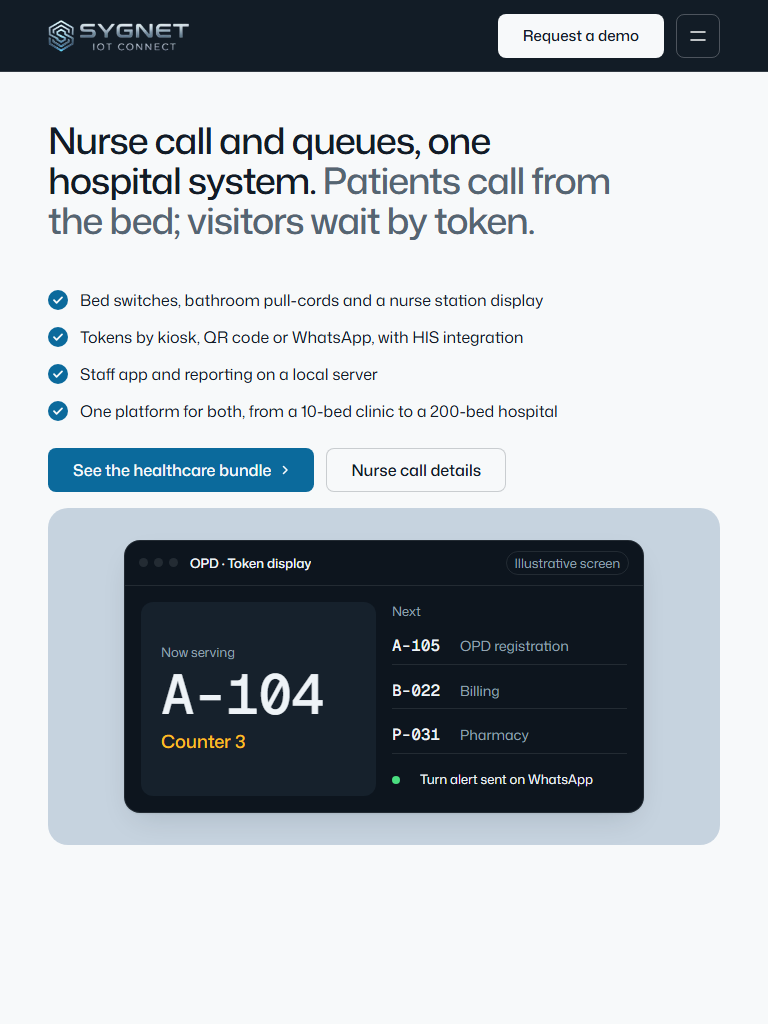 SYGNET
IOT CONNECT
Request a demo
Nurse call and queues, one
hospital system. Patients call from
the bed; visitors wait by token.
Bed switches, bathroom pull-cords and a nurse station display
Tokens by kiosk, QR code or WhatsApp, with HIS integration
Staff app and reporting on a local server
One platform for both, from a 10-bed clinic to a 200-bed hospital
See the healthcare bundle
Nurse call details
OPD · Token display
Illustrative screen
Now serving
A-104
Counter 3
Next
A-105 OPD registration
B-022 Billing
P-031 Pharmacy
Turn alert sent on WhatsApp